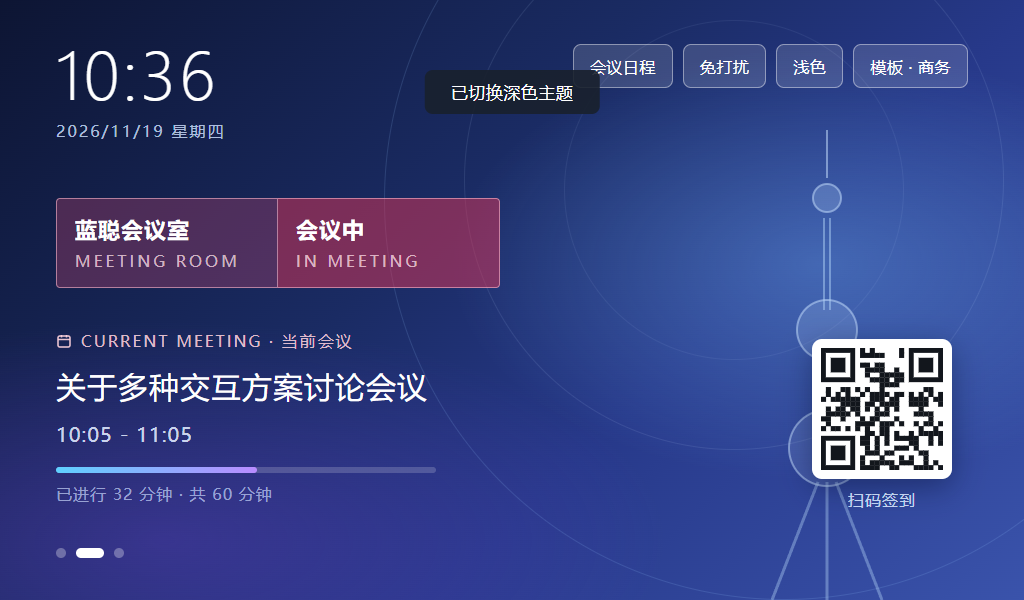 10:36
2026/11/19 星期四
会议日程
免打扰
浅色
模板 · 商务
已切换深色主题
蓝聪会议室
MEETING ROOM
会议中
IN MEETING
CURRENT MEETING · 当前会议
关于多种交互方案讨论会议
10:05 - 11:05
已进行 32 分钟 · 共 60 分钟
扫码签到